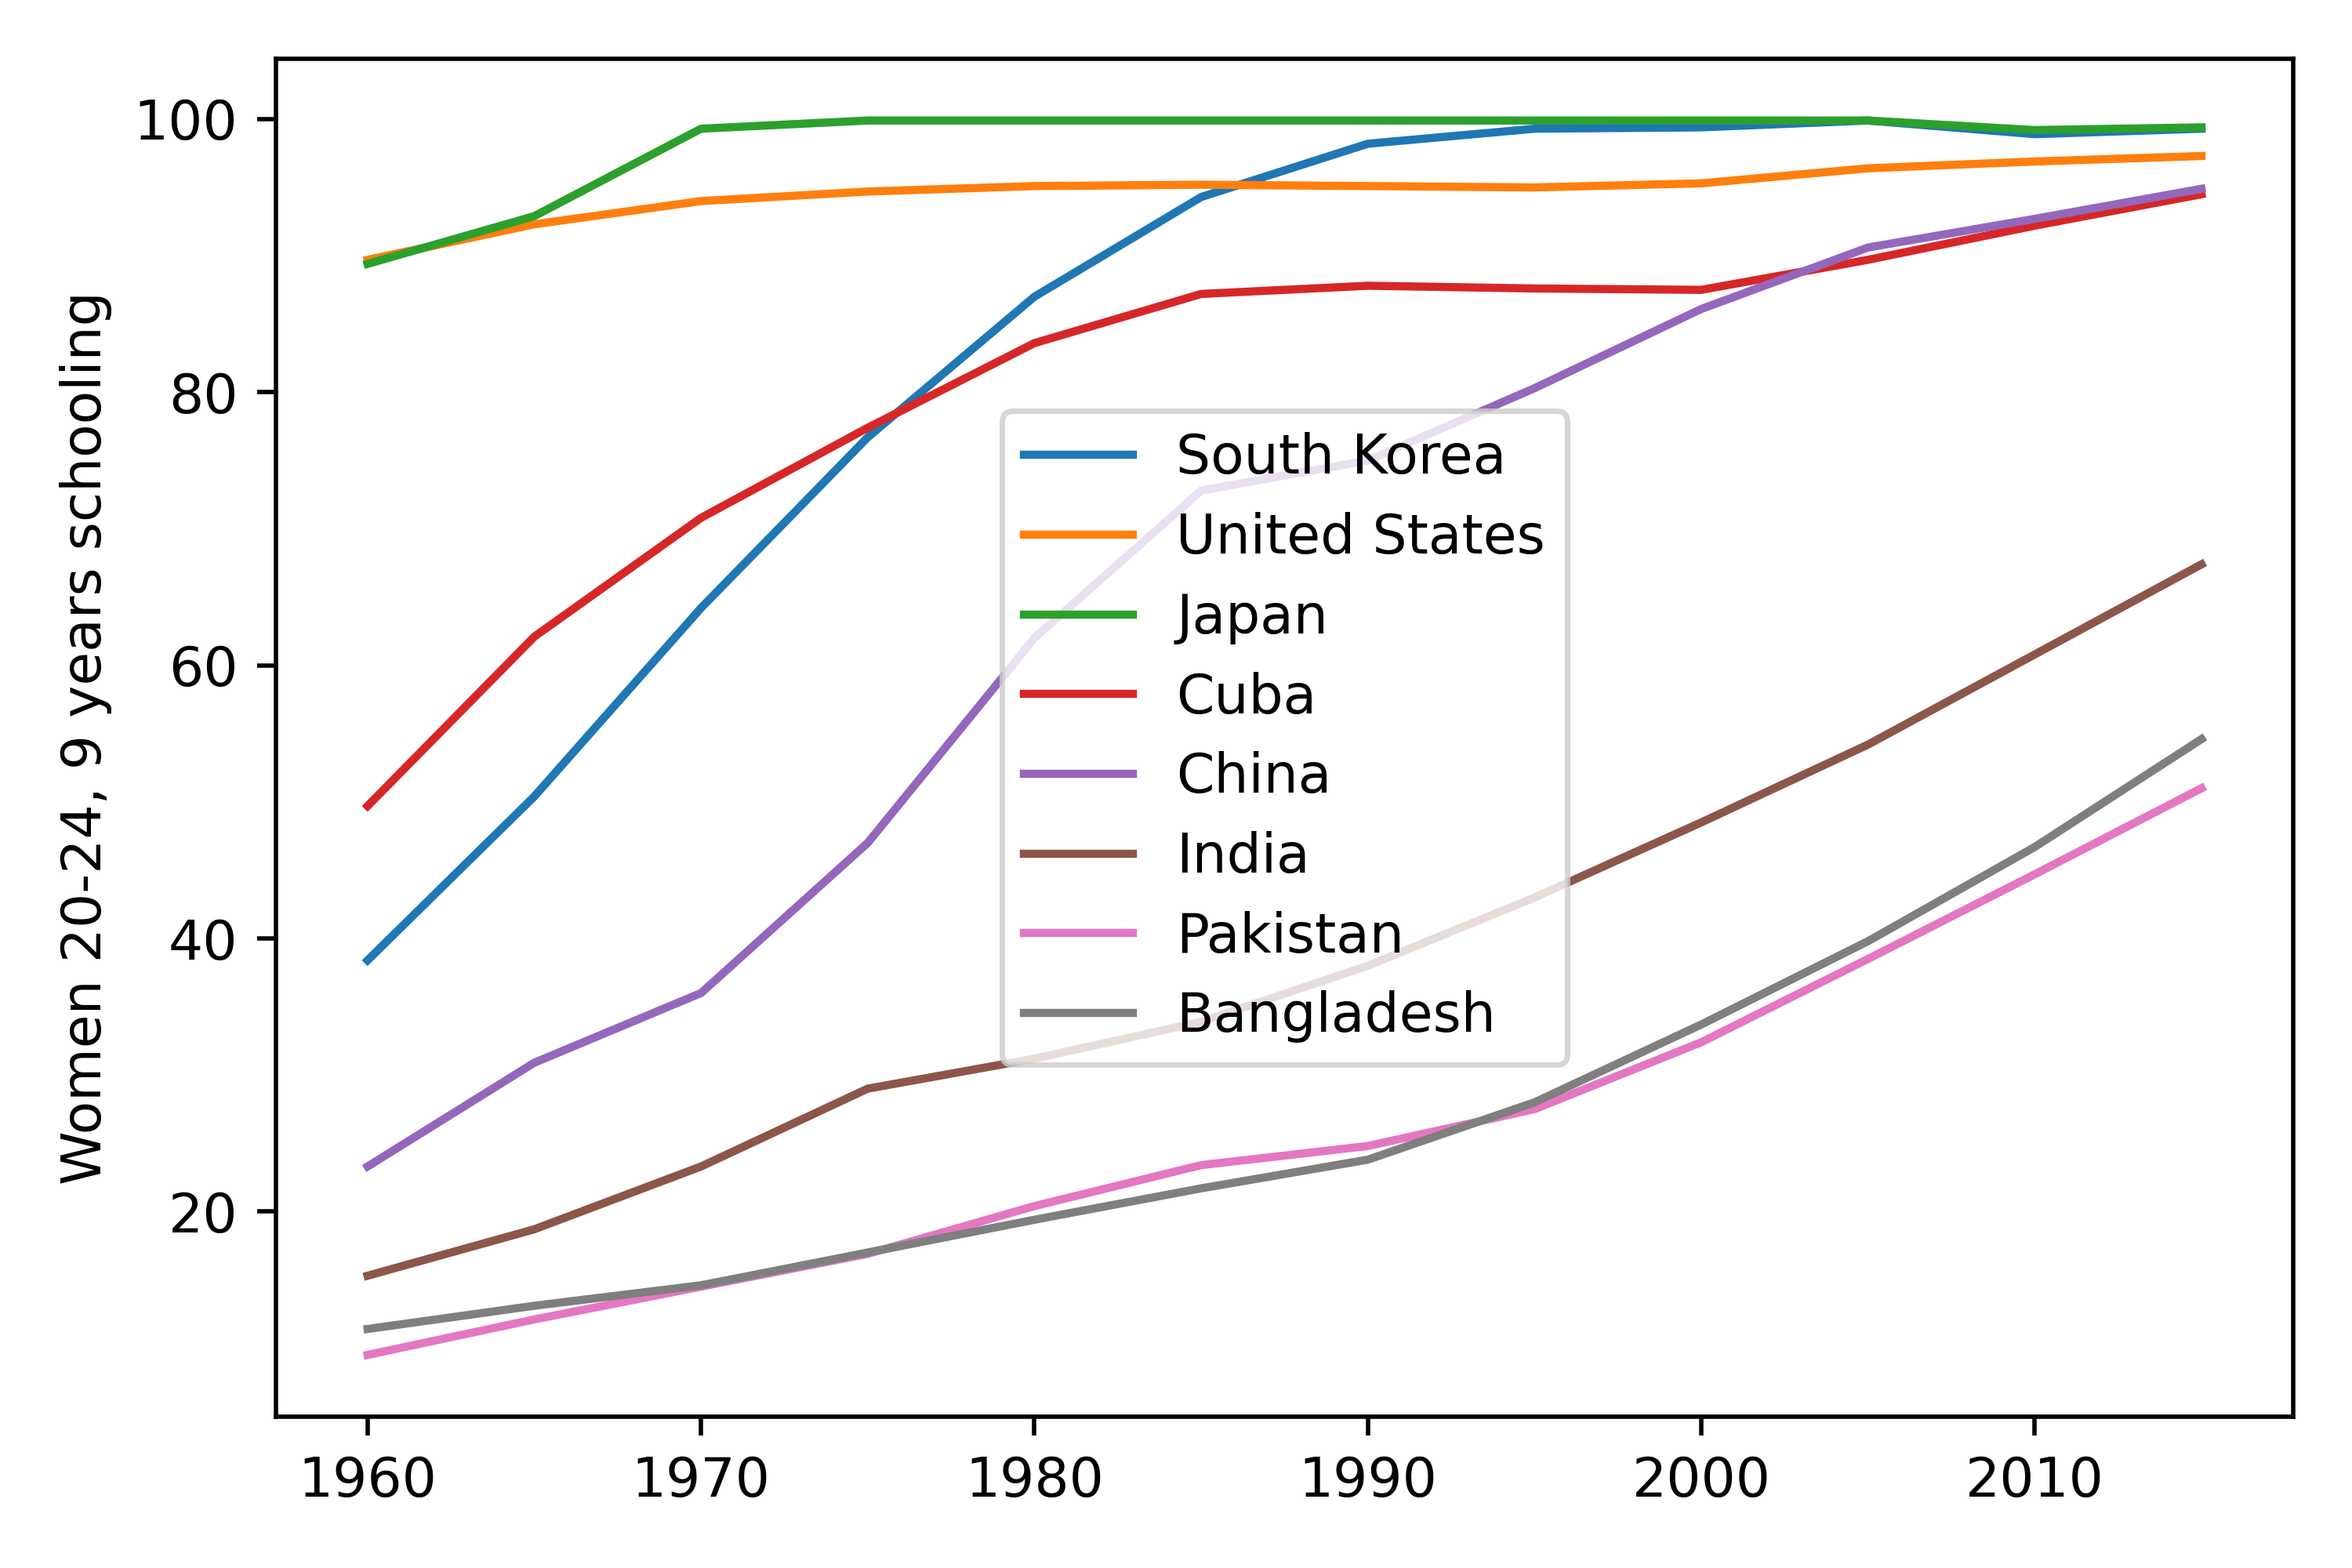 Women 20-24, 9 years schooling
100
80
60
40
20
South Korea
United States
Japan
Cuba
China
India
Pakistan
Bangladesh
1960 1970 1980 1990 2000 2010